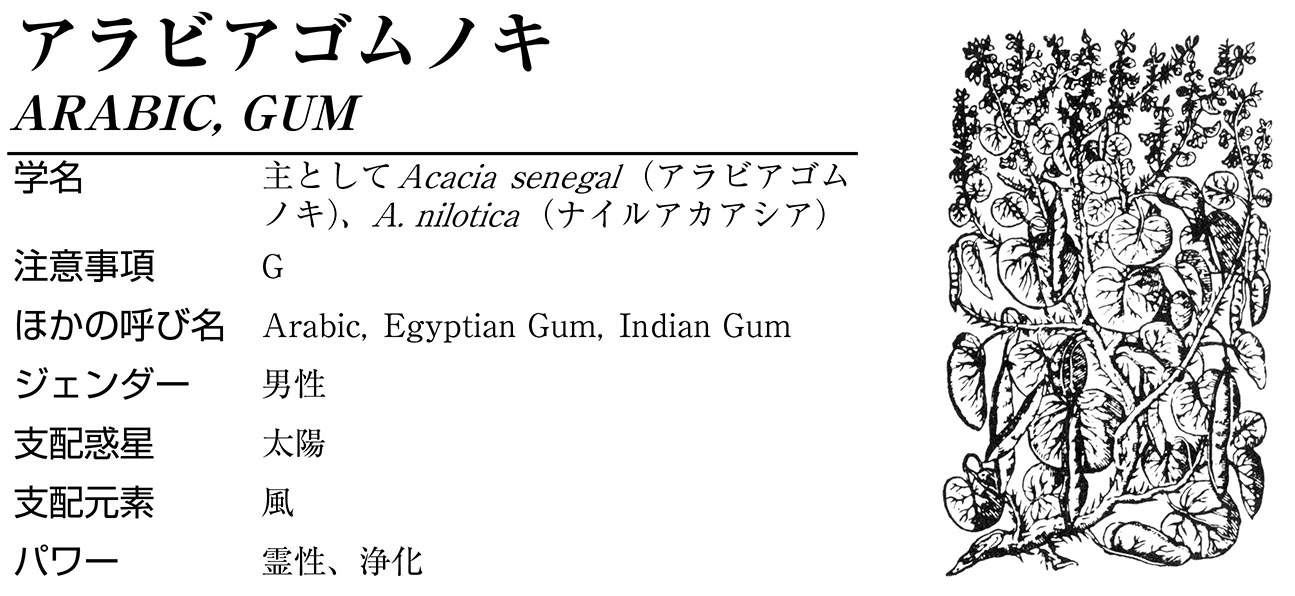 アラビアゴムノキ
ARABIC, GUM
学名 主として Acacia senegal（アラビアゴム
ノキ）、A. nilotica（ナイルアカアシア）
注意事項 G
ほかの呼び名 Arabic, Egyptian Gum, Indian Gum
ジェンダー 男性
支配惑星 太陽
支配元素 風
パワー 霊性、浄化